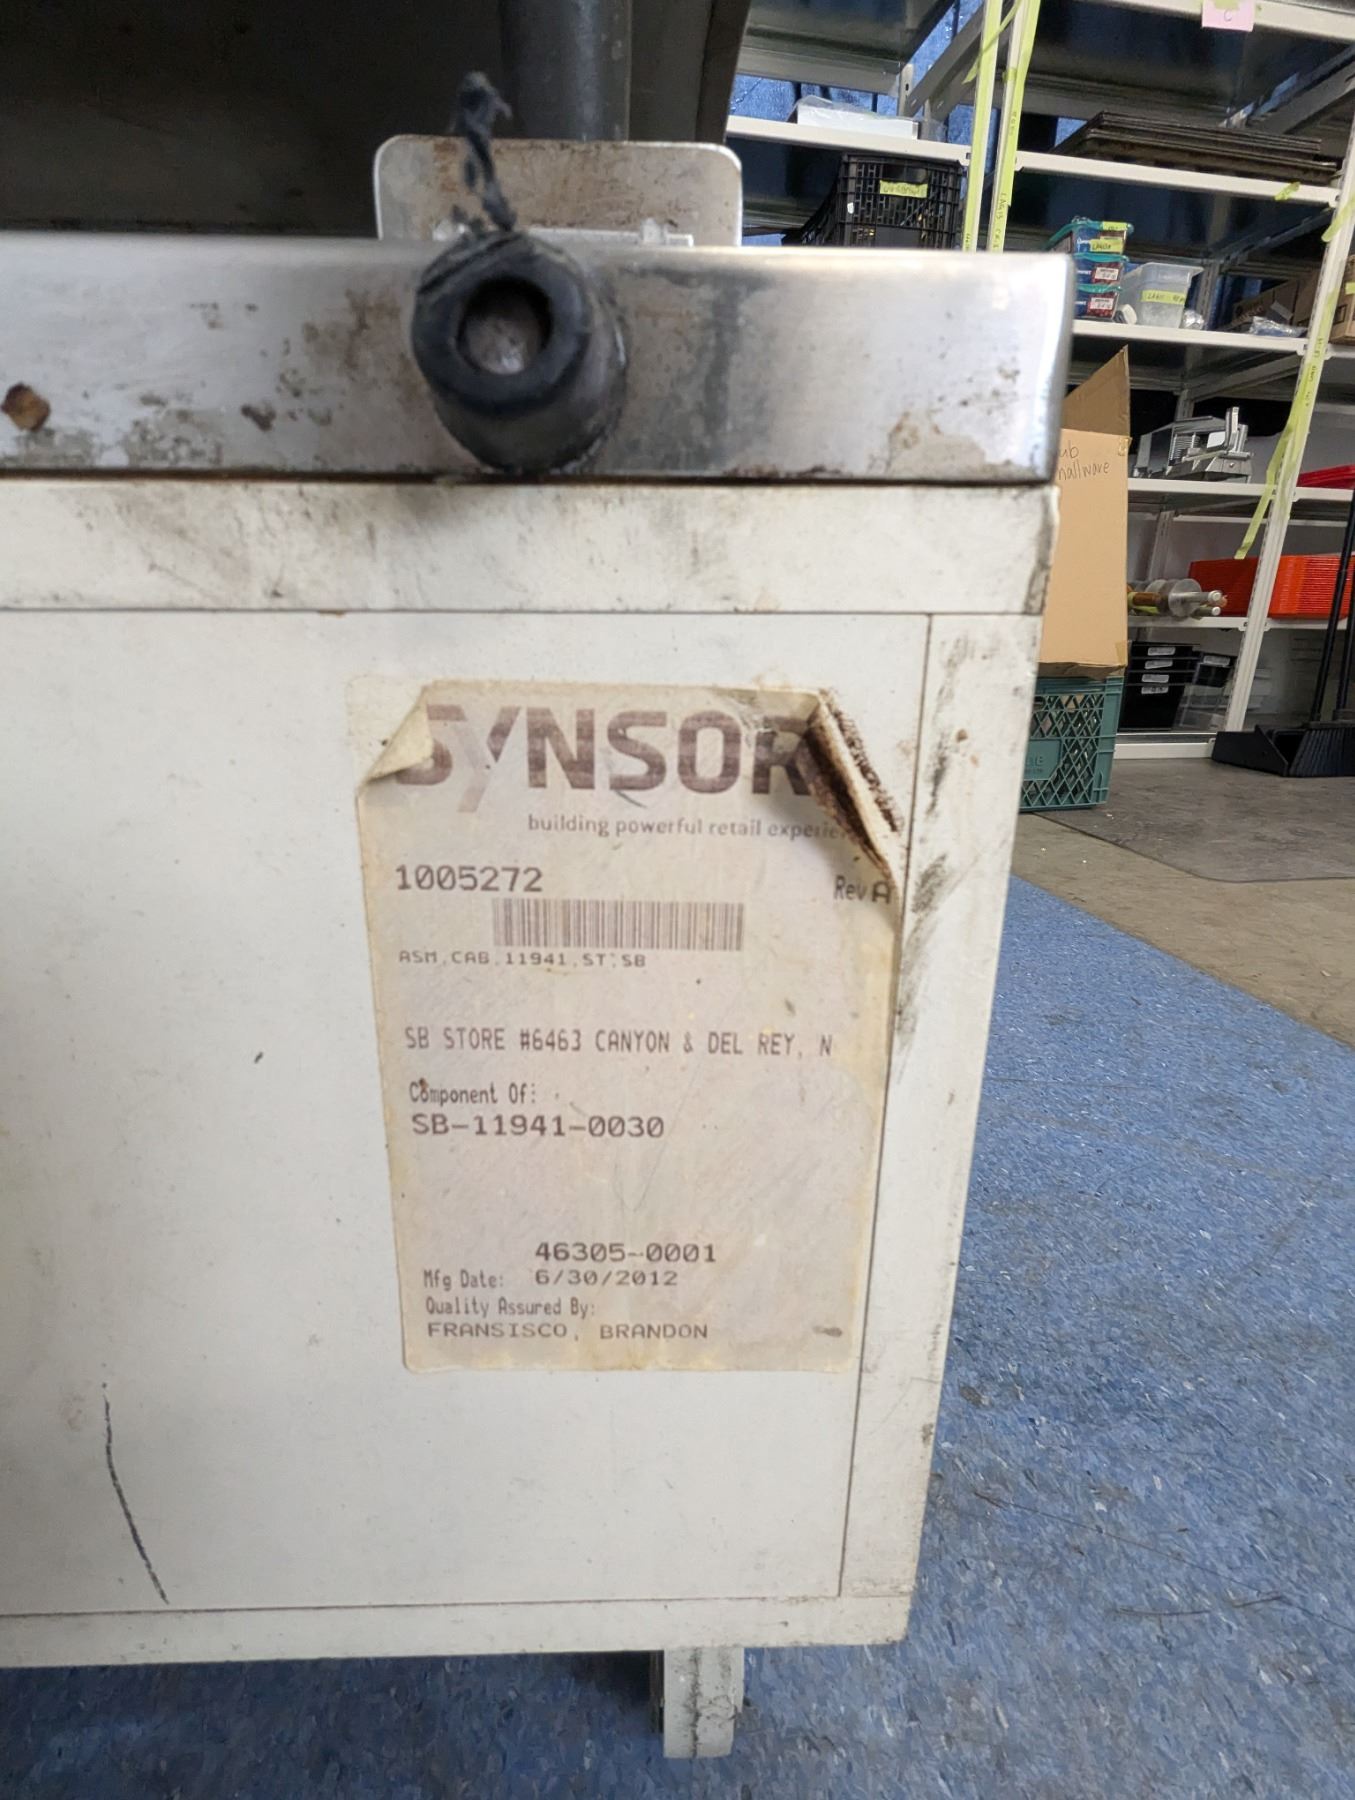 SYNSOR
building powerful retail
1005272
Rev A
ASM,CAB,11941,ST,SB
SB STORE #6463 CANYON & DEL REY, N
Component Of:
SB-11941-0030
46305-0001
Mfg Date: 6/30/2012
Quality Assured By:
FRANSISCO, BRANDON